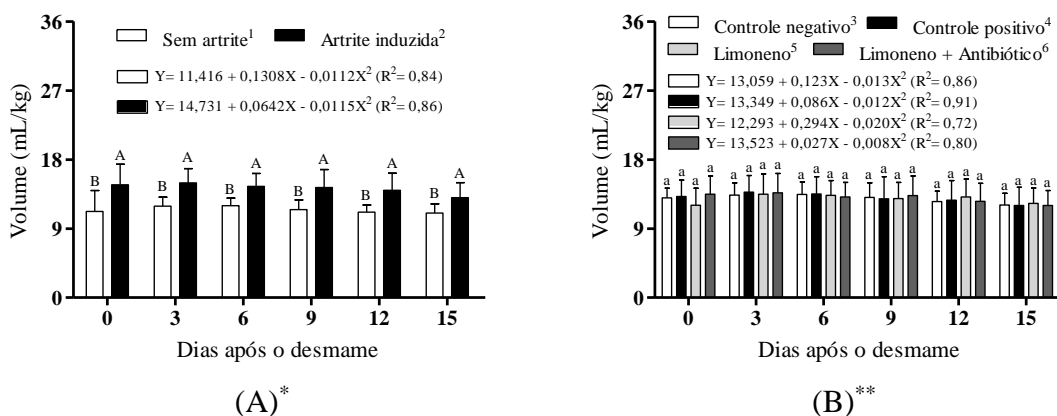 36
27
18
9
0
Volume (mL/kg)
Sem artrite¹ Artrite induzida²
Y= 11,416 + 0,1308X - 0,0112X² (R²= 0,84)
Y= 14,731 + 0,0642X - 0,0115X² (R²= 0,86)
B A B A B A B A B A B A
0 3 6 9 12 15
Dias após o desmame
(A)*
36
27
18
9
0
Volume (mL/kg)
Controle negativo³ Controle positivo⁴
Limoneno⁵ Limoneno + Antibiótico⁶
Y= 13,059 + 0,123X - 0,013X² (R²= 0,86)
Y= 13,349 + 0,086X - 0,012X² (R²= 0,91)
Y= 12,293 + 0,294X - 0,020X² (R²= 0,72)
Y= 13,523 + 0,027X - 0,008X² (R²= 0,80)
a a a a a a a a a a a a a a a a a a a a a a a a
0 3 6 9 12 15
Dias após o desmame
(B)**